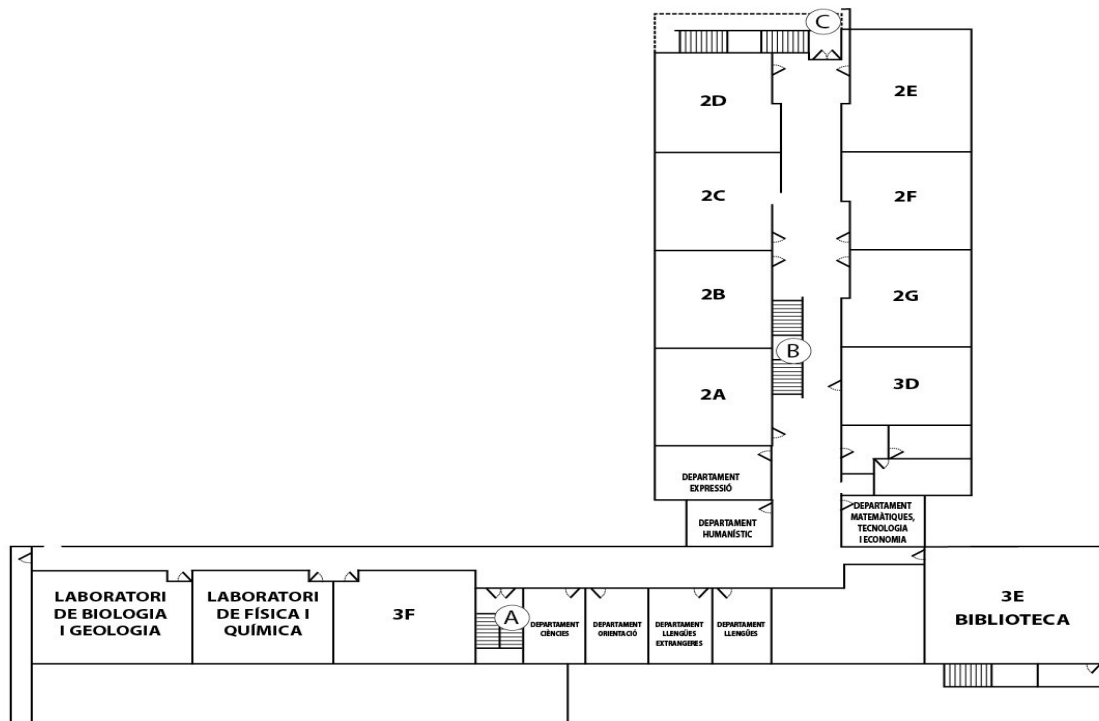 C
2D
2E
2C
2F
2B
2G
B
2A
3D
DEPARTAMENT
EXPRESSIÓ
DEPARTAMENT
HUMANÍSTIC
DEPARTAMENT
MATEMÀTIQUES,
TECNOLOGIA
I ECONOMIA
LABORATORI
DE BIOLOGIA
I GEOLOGIA
LABORATORI
DE FÍSICA I
QUÍMICA
3F
A
DEPARTAMENT
CIÈNCIES
DEPARTAMENT
ORIENTACIÓ
DEPARTAMENT
LLENGÜES
EXTRANGERES
DEPARTAMENT
LLENGÜES
3E
BIBLIOTECA